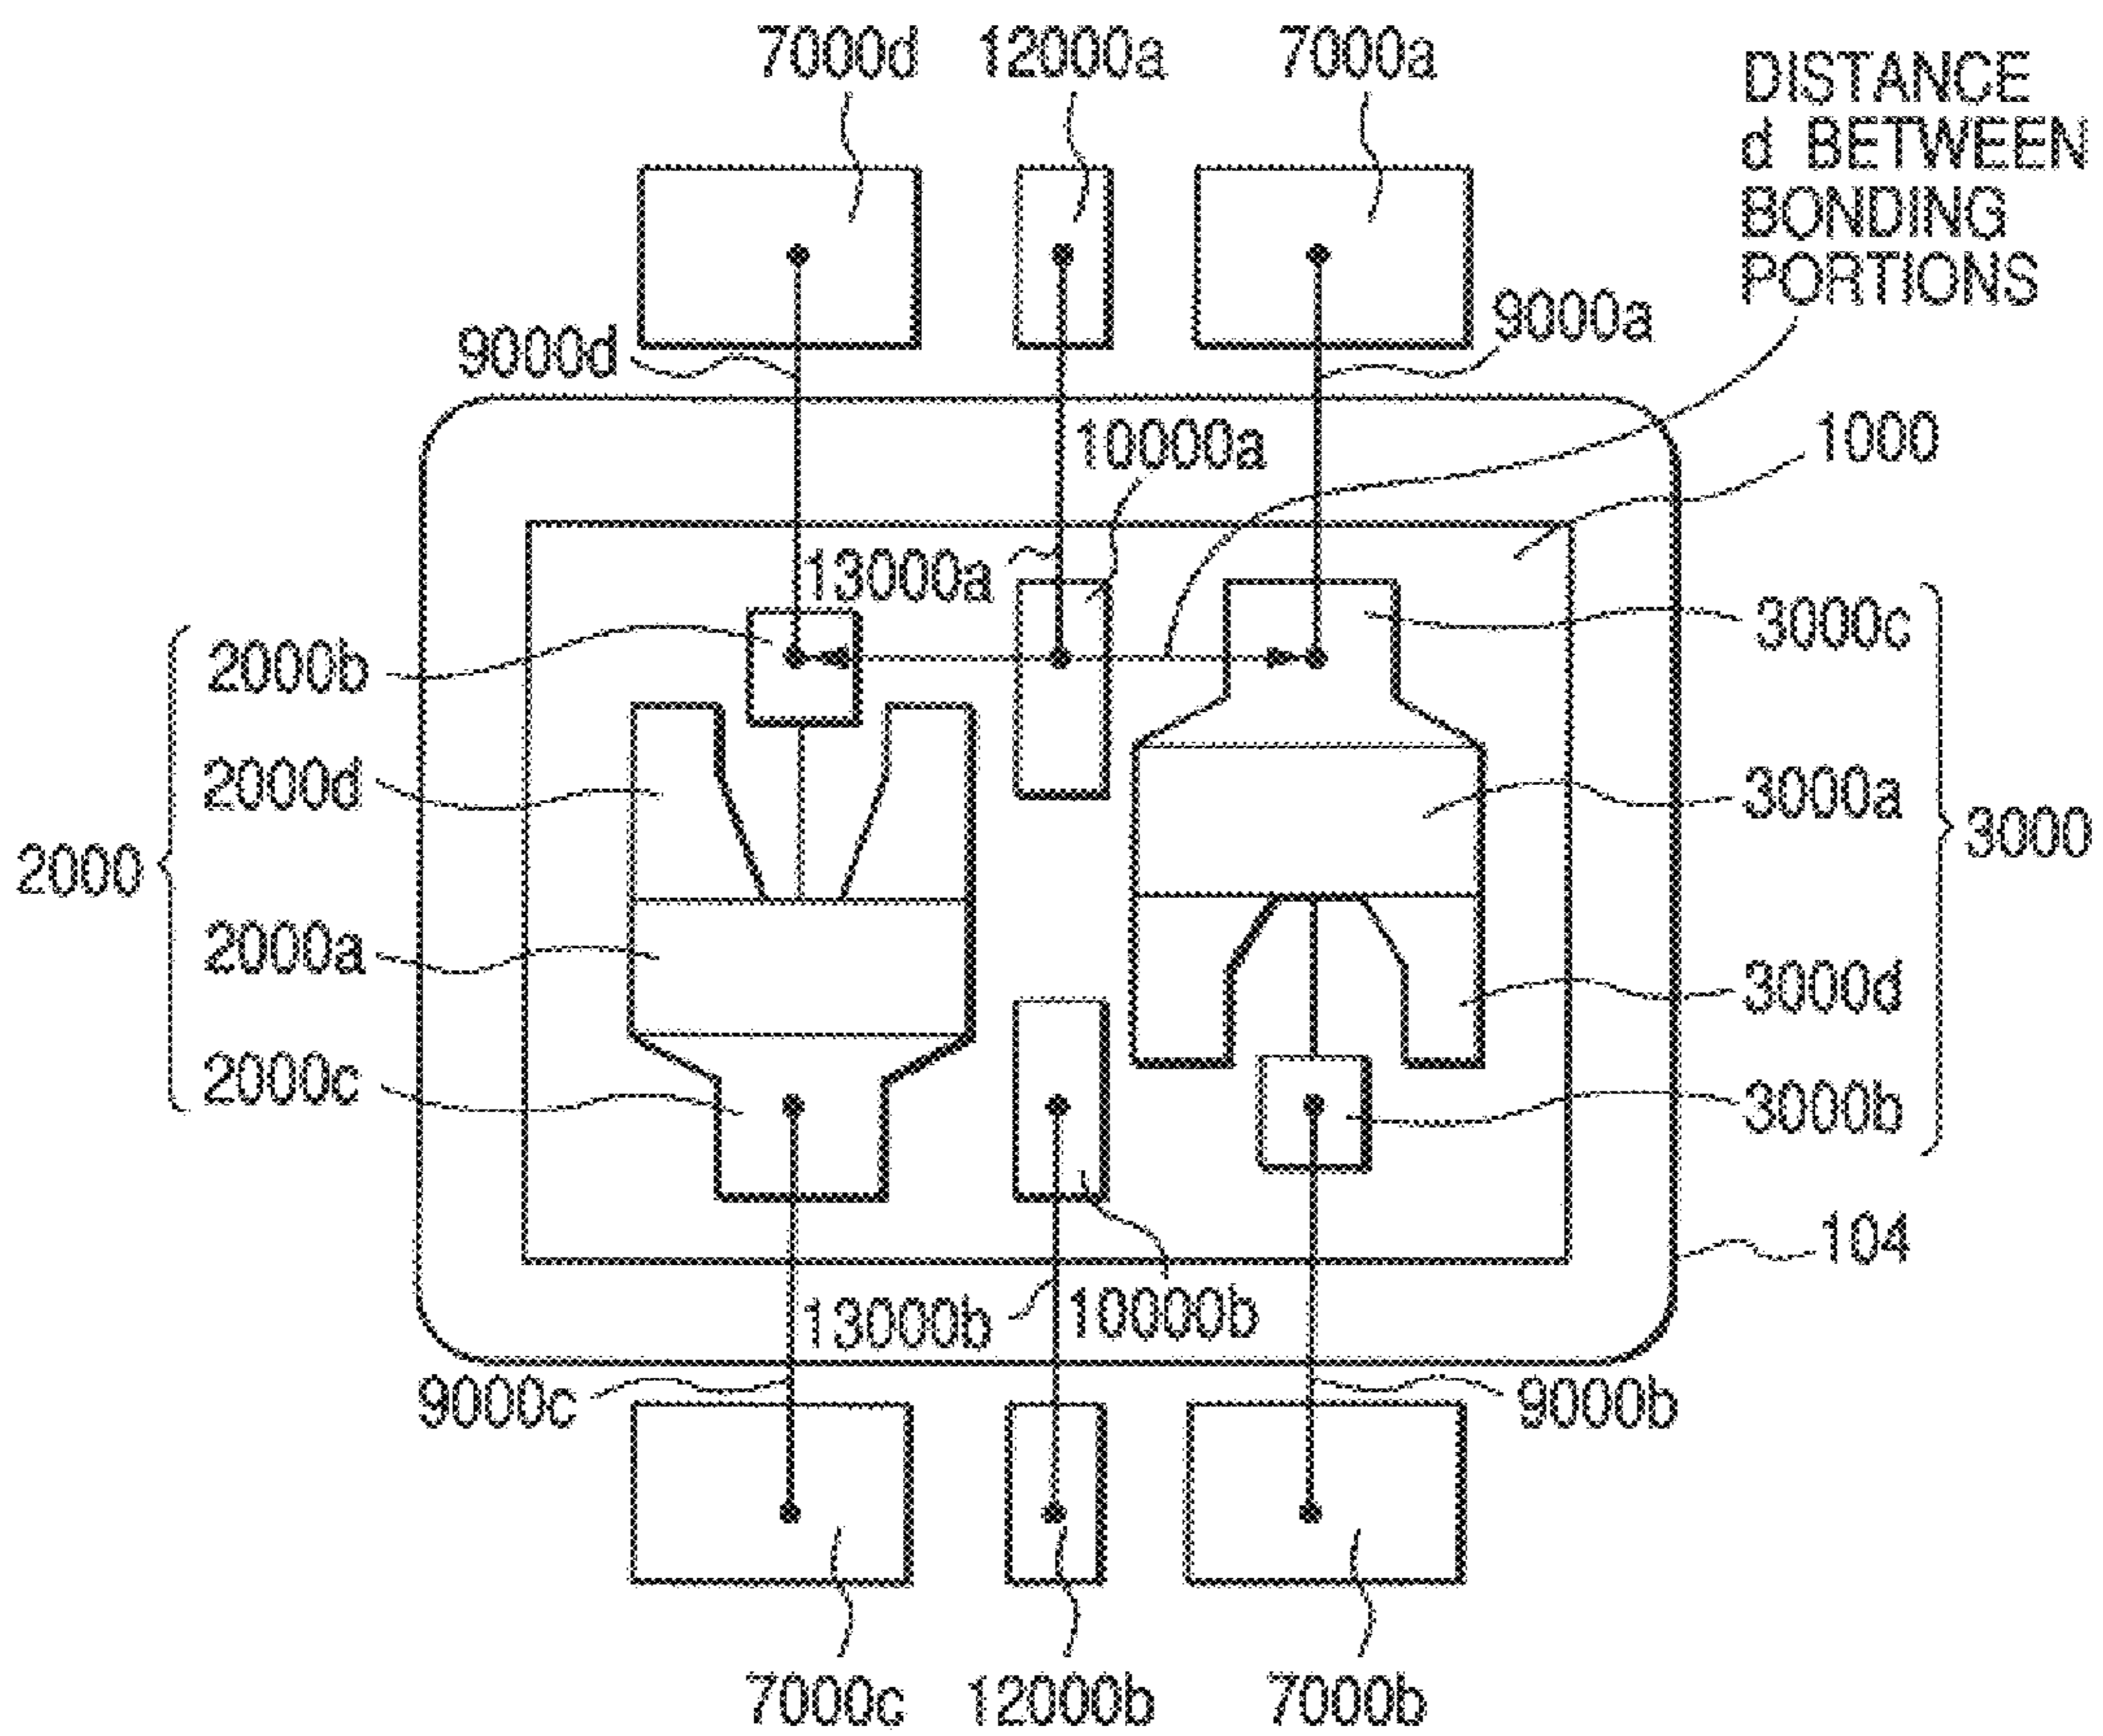 7000d 12000a 7000a
DISTANCE
d BETWEEN
BONDING
PORTIONS
9000d 9000a
10000a 1000
13000a
2000b 3000c
2000d 3000a
2000 3000
2000a 3000d
2000c 3000b
104
13000b 10000b
9000c 9000b
7000c 12000b 7000b